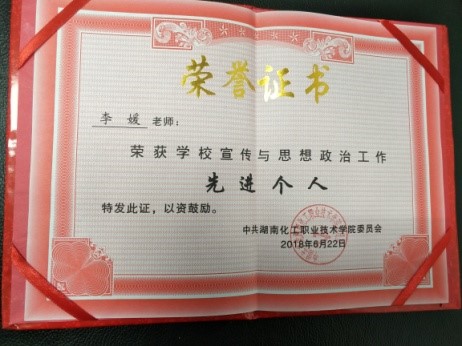 荣誉证书
李媛 老师:
荣获学校宣传与思想政治工作
先进个人
特发此证，以资鼓励。
中共湖南化工职业技术学院委员会
2018年6月22日